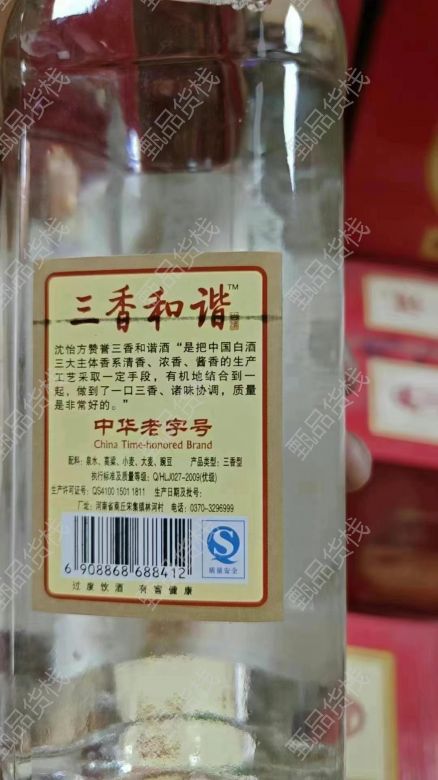 三香和谐™
沈怡方赞誉三香和谐酒“是把中国白酒
三大主体香系清香、浓香、酱香的生产
工艺采取一定手段，有机地结合到一
起，做到了一口三香、诸味协调，质量
是非常好的。”
中华老字号
China Time-honored Brand
配料：泉水、高粱、小麦、大麦、豌豆 产品类型：三香型
执行标准及质量等级：Q/HLJ027-2009(优级)
生产许可证号：QS4100 1501 1811 生产日期及批号：
厂址：河南省商丘宋集镇林河村 电话：0370-3296999
6 908868 688412
质量安全
过度饮酒 有害健康
甄品货栈